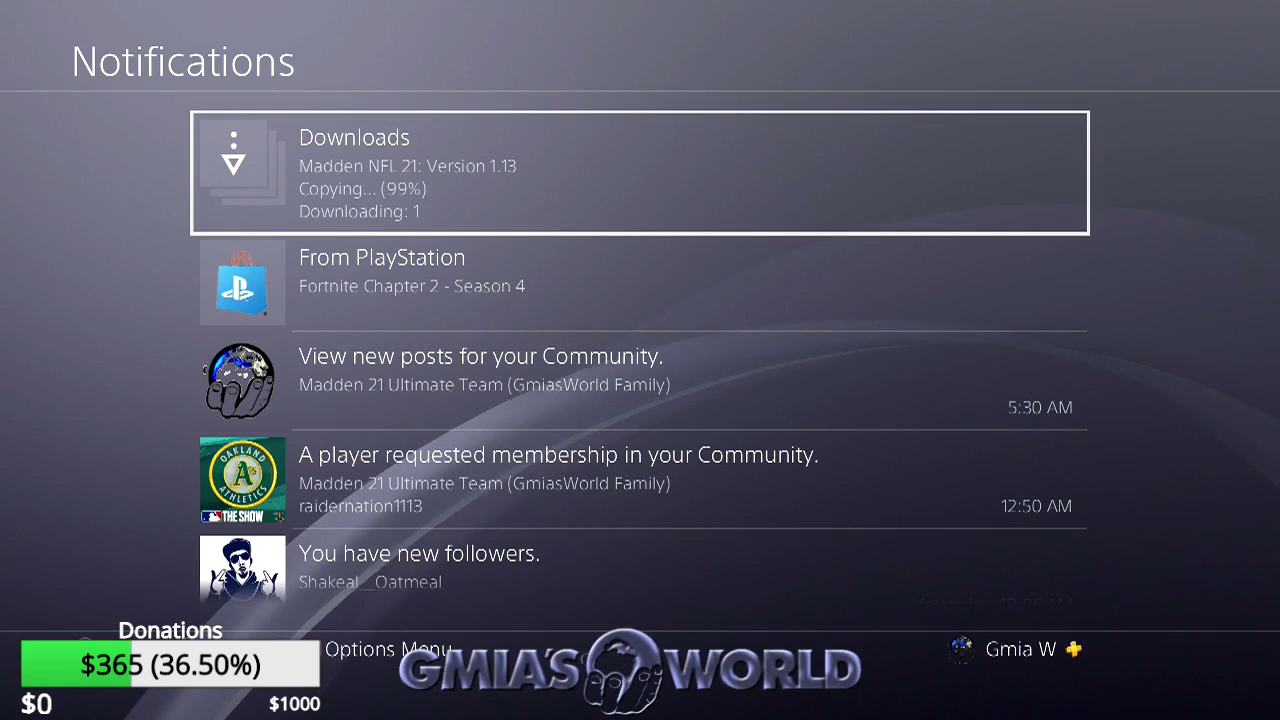 Notifications
Downloads
Madden NFL 21: Version 1.13
Copying... (99%)
Downloading: 1
From PlayStation
Fortnite Chapter 2 - Season 4
View new posts for your Community.
Madden 21 Ultimate Team (GmiasWorld Family)
5:30 AM
OAKLAND
A's
ATHLETICS
THE SHOW
A player requested membership in your Community.
Madden 21 Ultimate Team (GmiasWorld Family)
raidernation1113
12:50 AM
You have new followers.
Shakeal__Oatmeal
Donations
$365 (36.50%)
$0
$1000
Options Menu
GMIA'S WORLD
Gmia W